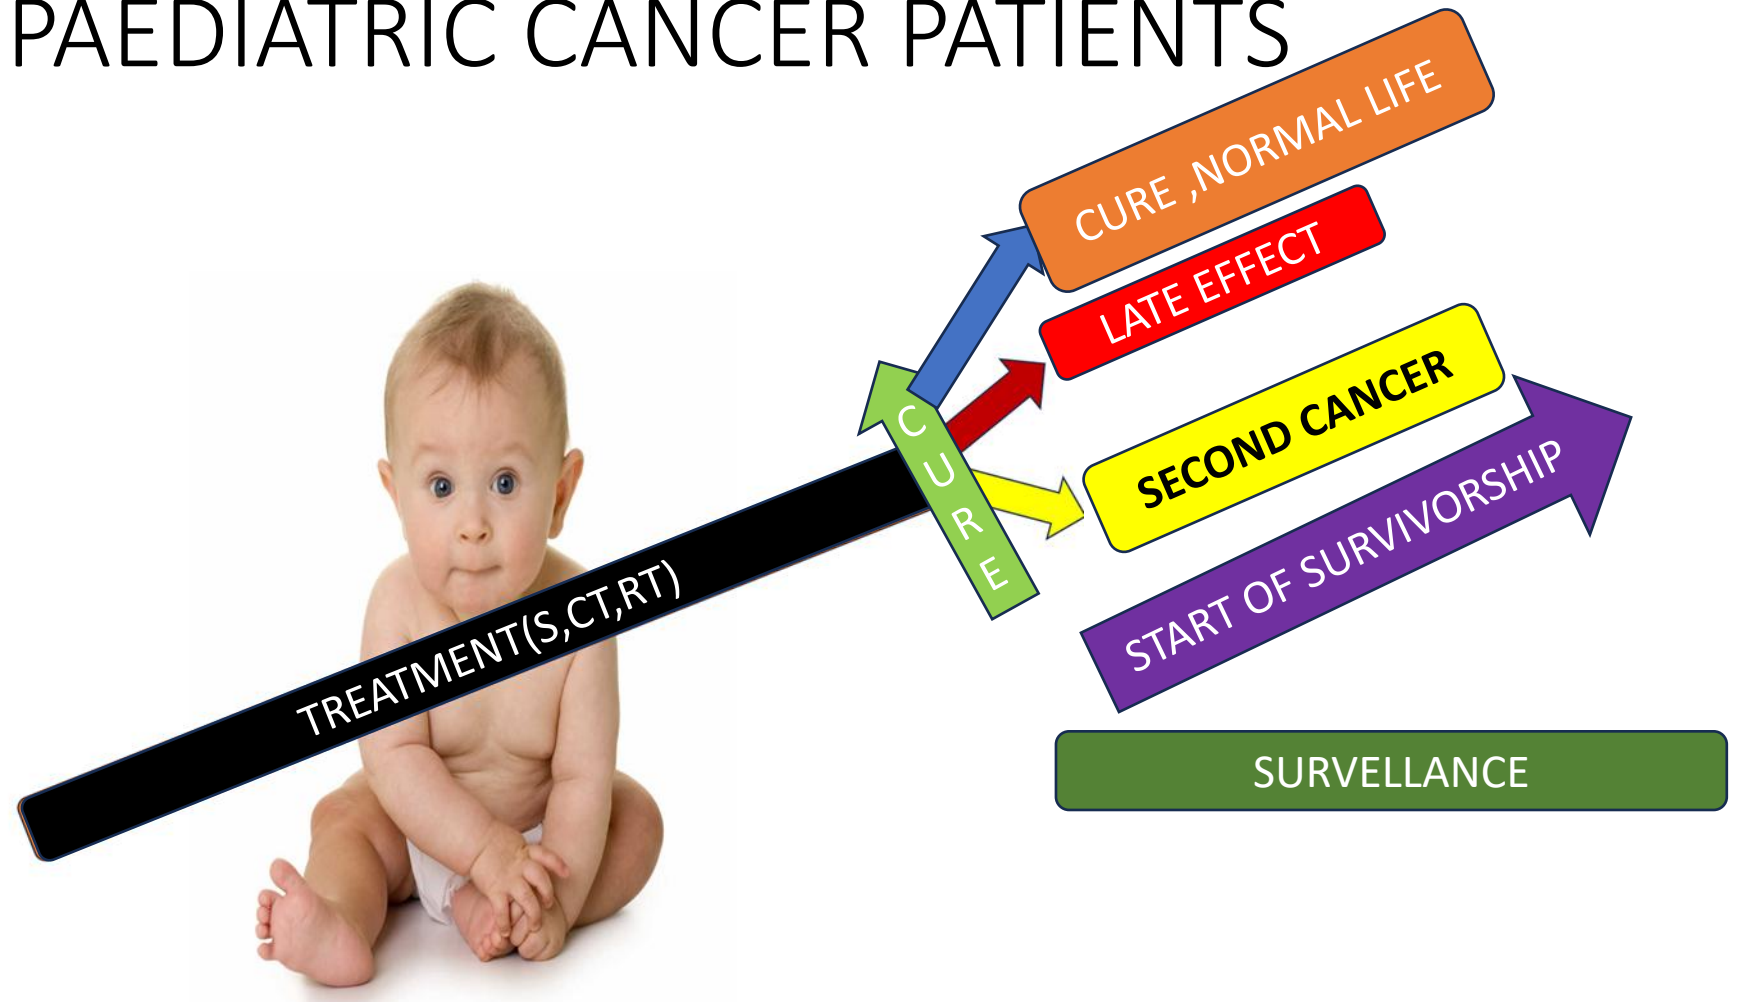 PAEDIATRIC CANCER PATIENTS
CURE ,NORMAL LIFE
LATE EFFECT
SECOND CANCER
START OF SURVIVORSHIP
SURVELLANCE
CURE
TREATMENT(S,CT,RT)